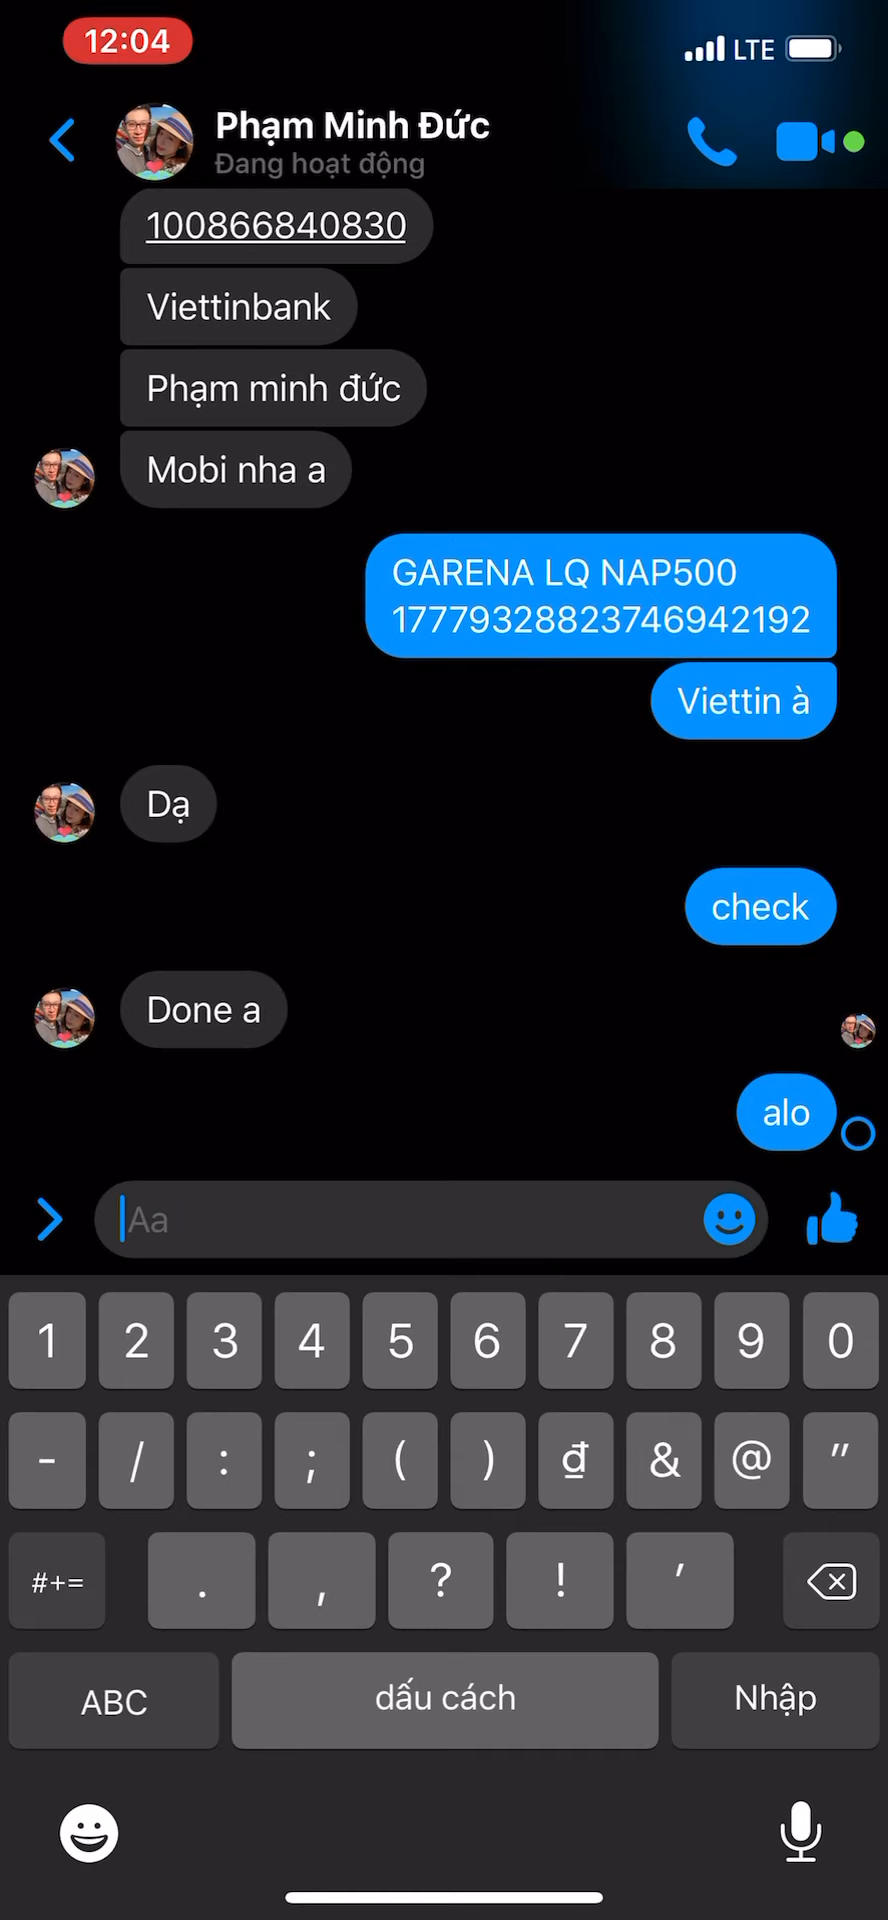 12:04
LTE
Phạm Minh Đức
Đang hoạt động
100866840830
Viettinbank
Phạm minh đức
Mobi nha a
GARENA LQ NAP500
17779328823746942192
Viettin à
Dạ
check
Done a
alo
Aa
1 2 3 4 5 6 7 8 9 0
- / : ; ( ) ₫ & @ "
#+= . , ? ! '
ABC dấu cách Nhập